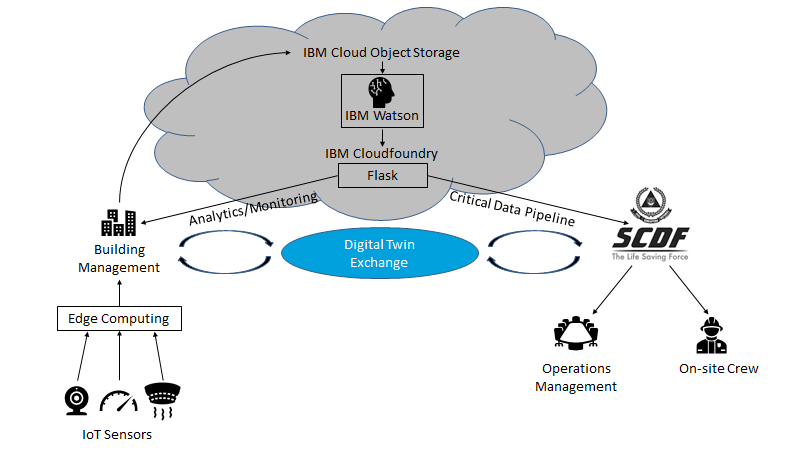 IBM Cloud Object Storage
IBM Watson
IBM Cloudfoundry
Flask
Analytics/Monitoring
Critical Data Pipeline
Building
Management
Digital Twin
Exchange
SCDF
The Life Saving Force
Edge Computing
IoT Sensors
Operations
Management
On-site Crew